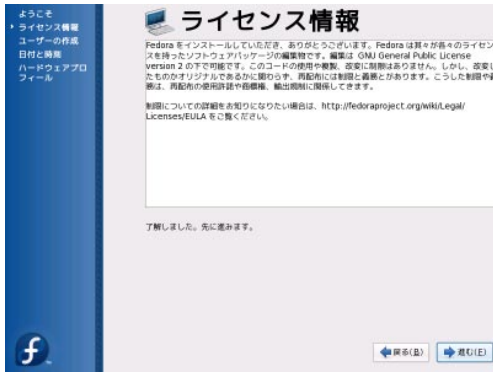 ようこそ
ライセンス情報
ユーザーの作成
日付と時刻
ハードウェアプロ
フィール
ライセンス情報
Fedora をインストールしていただき、ありがとうございます。Fedora は其々が各々のライセン
スを持ったソフトウェアパッケージの編纂物です。編纂は GNU General Public License
version 2 の下で可能です。このコードの使用や複製、改変に制限はありません。しかし、改変し
たものかオリジナルであるかに関わらず、再配布には制限と義務とがあります。こうした制限や義
務は、再配布の使用許諾や商標権、輸出規制に関係してきます。
制限についての詳細をお知りになりたい場合は、http://fedoraproject.org/wiki/Legal/
Licenses/EULA をご覧ください。
了解しました。先に進みます。
戻る(B)
進む(F)